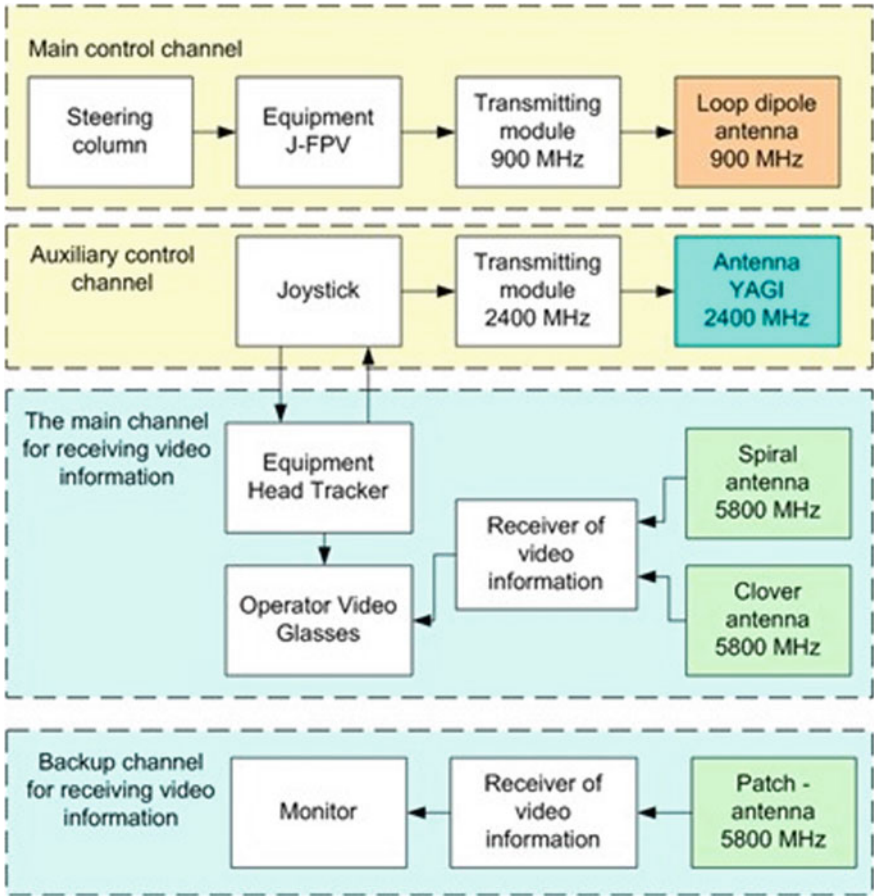 Main control channel
Steering
column
Equipment
J-FPV
Transmitting
module
900 MHz
Loop dipole
antenna
900 MHz
Auxiliary control
channel
Joystick
Transmitting
module
2400 MHz
Antenna
YAGI
2400 MHz
The main channel
for receiving video
information
Equipment
Head Tracker
Operator Video
Glasses
Receiver of
video
information
Spiral
antenna
5800 MHz
Clover
antenna
5800 MHz
Backup channel
for receiving video
information
Monitor
Receiver of
video
information
Patch -
antenna
5800 MHz